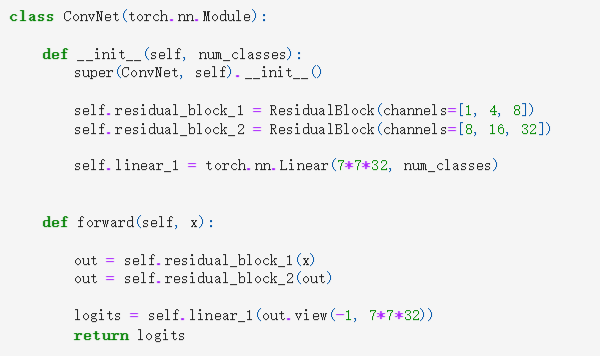 class ConvNet(torch.nn.Module):
def __init__(self, num_classes):
super(ConvNet, self).__init__()
self.residual_block_1 = ResidualBlock(channels=[1, 4, 8])
self.residual_block_2 = ResidualBlock(channels=[8, 16, 32])
self.linear_1 = torch.nn.Linear(7*7*32, num_classes)
def forward(self, x):
out = self.residual_block_1(x)
out = self.residual_block_2(out)
logits = self.linear_1(out.view(-1, 7*7*32))
return logits